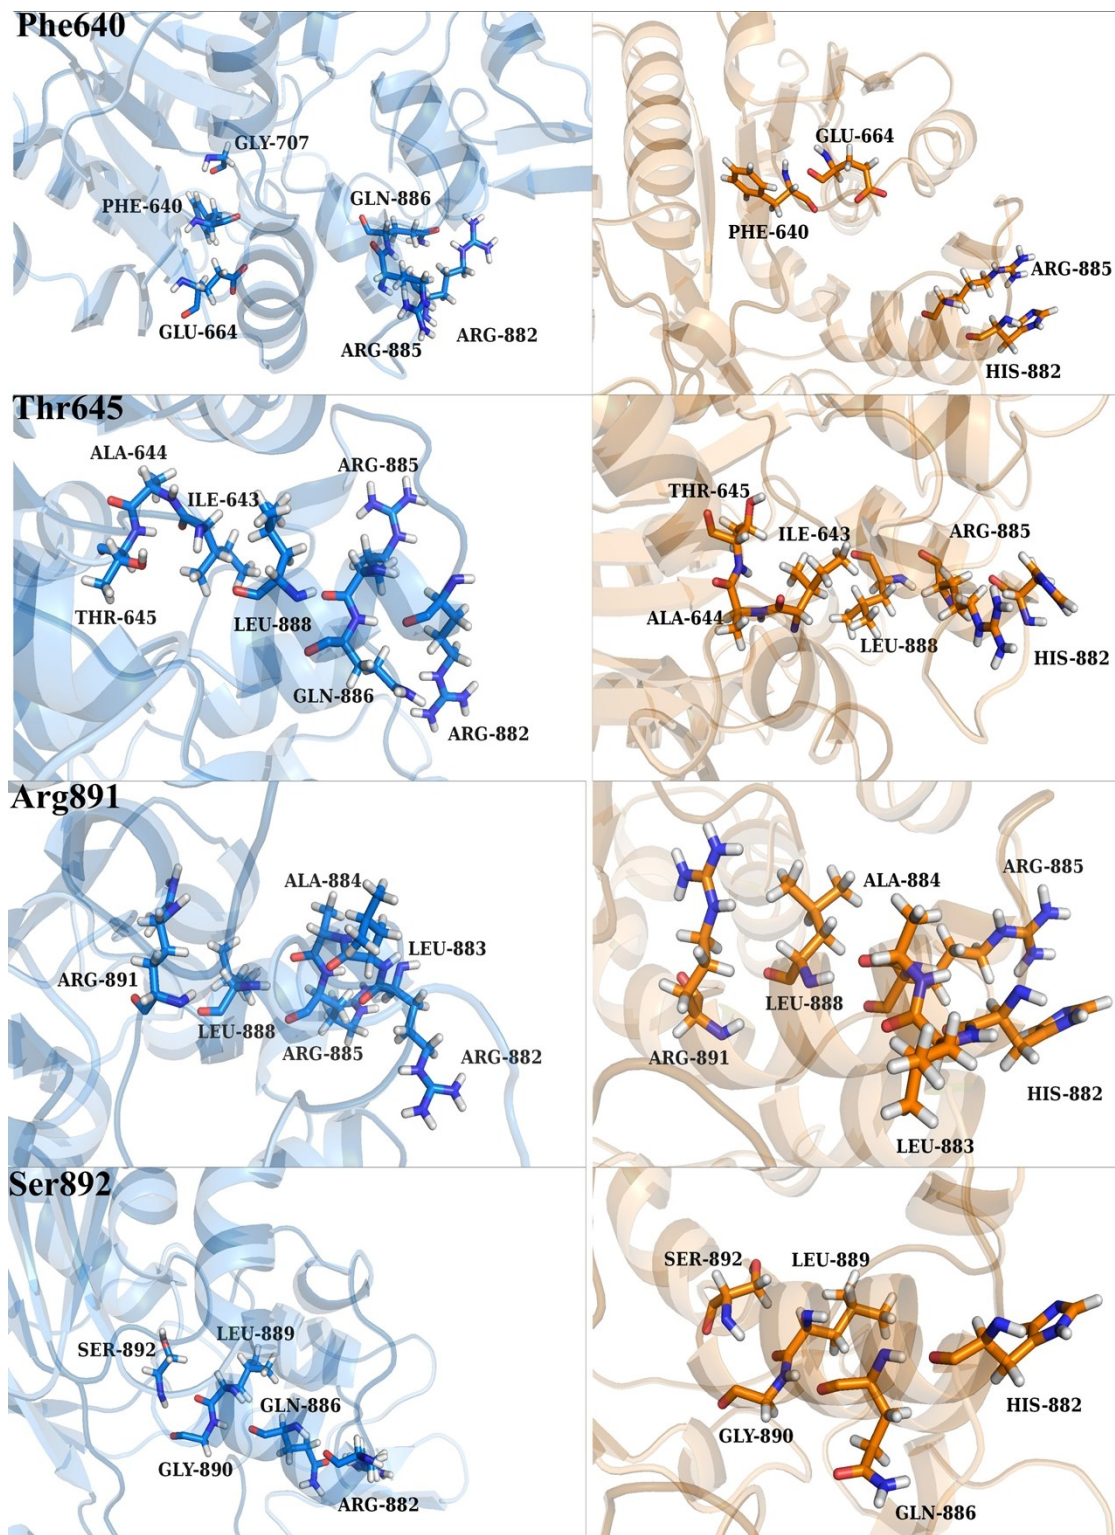 Phe640
GLY-707
PHE-640
GLN-886
GLU-664
ARG-885
ARG-882
GLU-664
PHE-640
ARG-885
HIS-882
Thr645
ALA-644
ARG-885
ILE-643
THR-645
LEU-888
GLN-886
ARG-882
THR-645
ILE-643
ARG-885
ALA-644
LEU-888
HIS-882
Arg891
ALA-884
LEU-883
ARG-891
LEU-888
ARG-885
ARG-882
ALA-884
ARG-885
LEU-888
ARG-891
HIS-882
LEU-883
Ser892
LEU-889
SER-892
GLN-886
GLY-890
ARG-882
SER-892
LEU-889
HIS-882
GLY-890
GLN-886